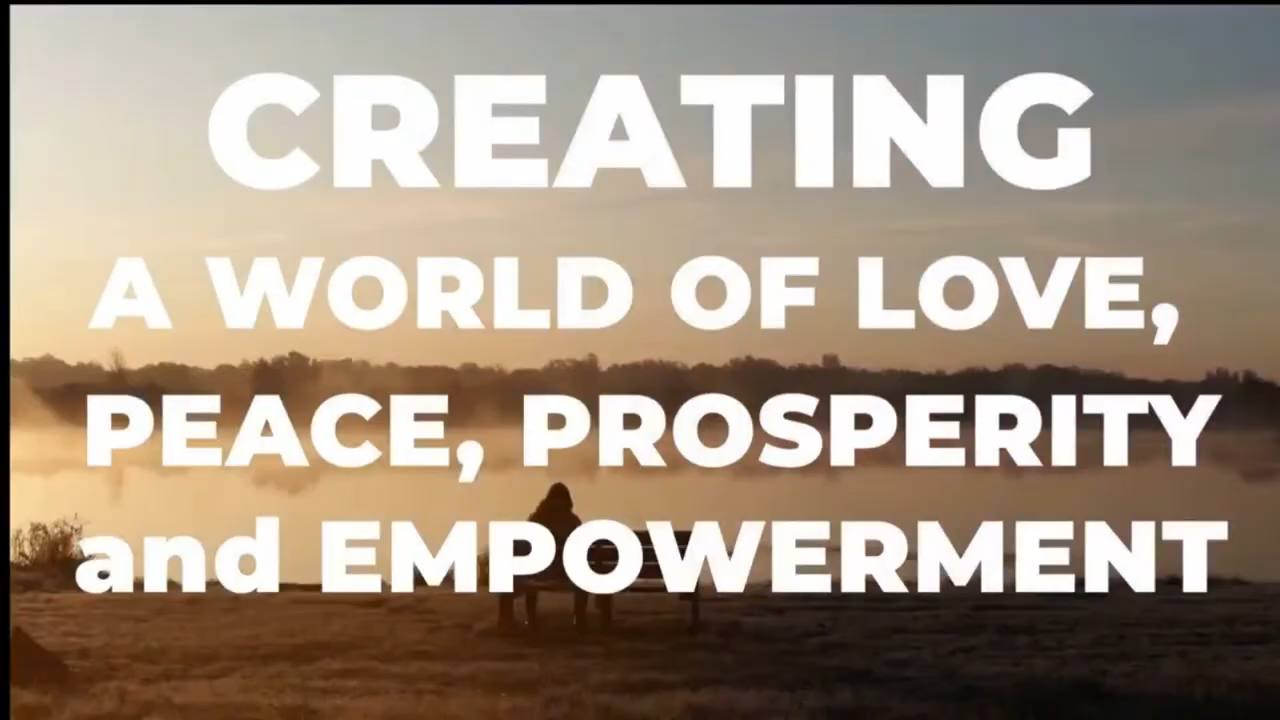 CREATING
A WORLD OF LOVE,
PEACE, PROSPERITY
and EMPOWERMENT